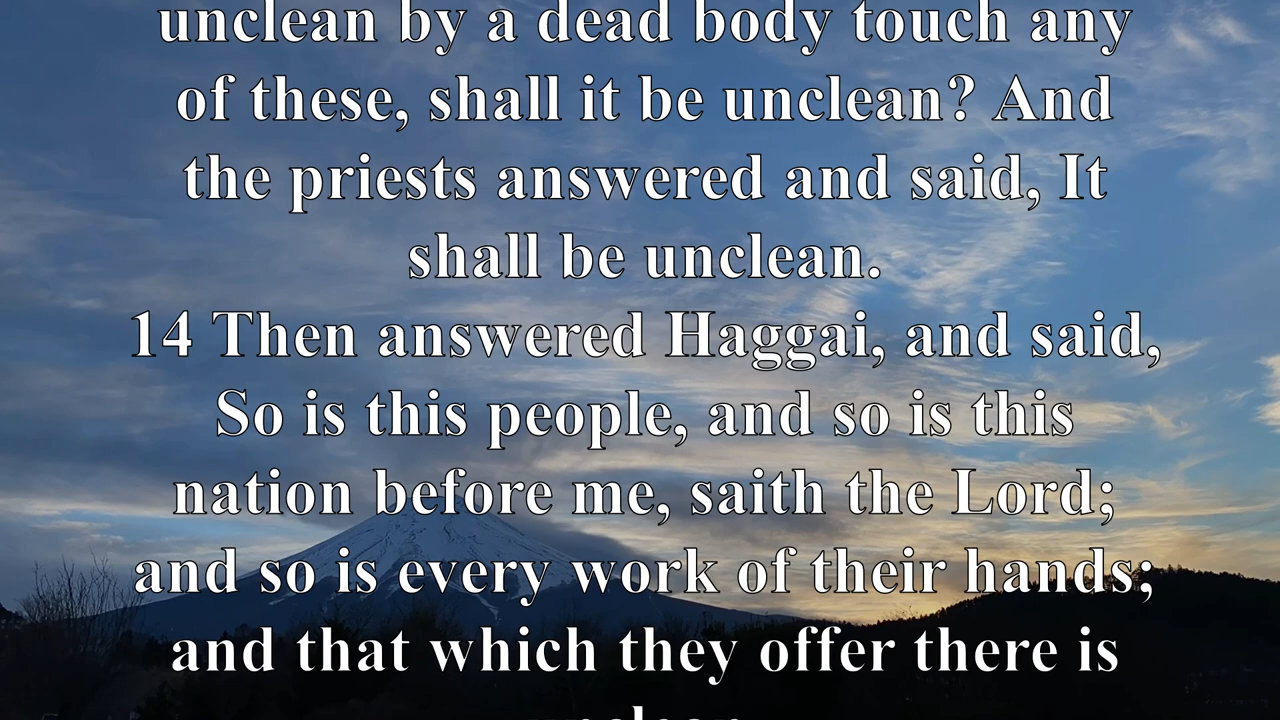 unclean by a dead body touch any
of these, shall it be unclean? And
the priests answered and said, It
shall be unclean.
14 Then answered Haggai, and said,
So is this people, and so is this
nation before me, saith the Lord;
and so is every work of their hands;
and that which they offer there is